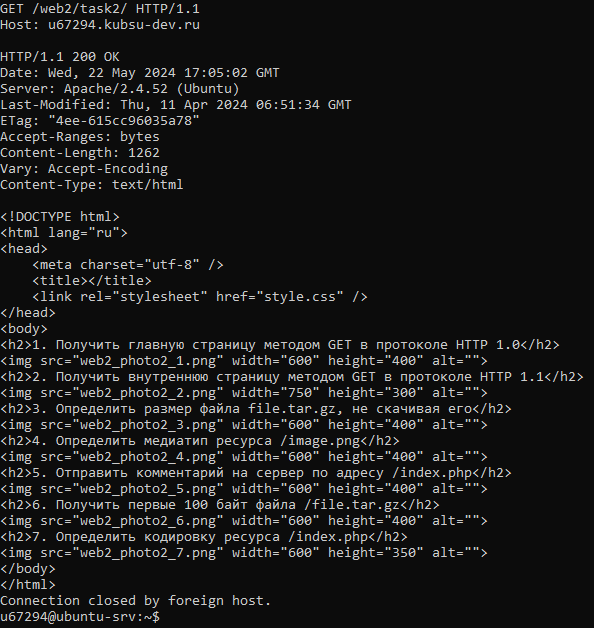 GET /web2/task2/ HTTP/1.1
Host: u67294.kubsu-dev.ru

HTTP/1.1 200 OK
Date: Wed, 22 May 2024 17:05:02 GMT
Server: Apache/2.4.52 (Ubuntu)
Last-Modified: Thu, 11 Apr 2024 06:51:34 GMT
ETag: "4ee-615cc96035a78"
Accept-Ranges: bytes
Content-Length: 1262
Vary: Accept-Encoding
Content-Type: text/html

<!DOCTYPE html>
<html lang="ru">
<head>
    <meta charset="utf-8" />
    <title></title>
    <link rel="stylesheet" href="style.css" />
</head>
<body>
<h2>1. Получить главную страницу методом GET в протоколе HTTP 1.0</h2>
<img src="web2_photo2_1.png" width="600" height="400" alt="">
<h2>2. Получить внутреннюю страницу методом GET в протоколе HTTP 1.1</h2>
<img src="web2_photo2_2.png" width="750" height="300" alt="">
<h2>3. Определить размер файла file.tar.gz, не скачивая его</h2>
<img src="web2_photo2_3.png" width="600" height="400" alt="">
<h2>4. Определить медиатип ресурса /image.png</h2>
<img src="web2_photo2_4.png" width="600" height="400" alt="">
<h2>5. Отправить комментарий на сервер по адресу /index.php</h2>
<img src="web2_photo2_5.png" width="600" height="400" alt="">
<h2>6. Получить первые 100 байт файла /file.tar.gz</h2>
<img src="web2_photo2_6.png" width="600" height="400" alt="">
<h2>7. Определить кодировку ресурса /index.php</h2>
<img src="web2_photo2_7.png" width="600" height="350" alt="">
</body>
</html>
Connection closed by foreign host.
u67294@ubuntu-srv:~$